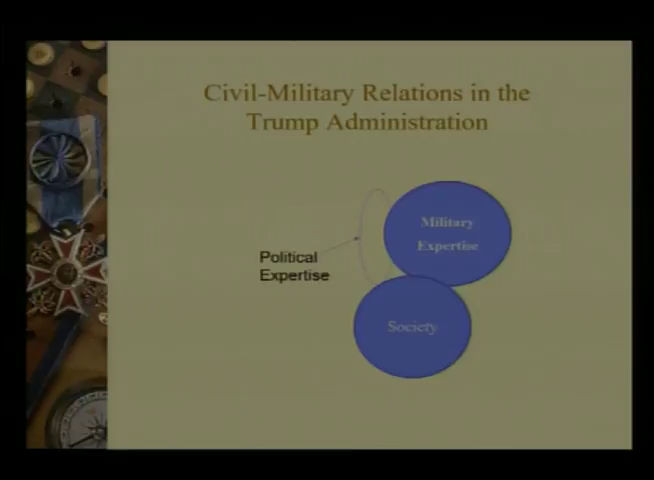 Civil-Military Relations in the
Trump Administration
Military
Expertise
Political
Expertise
Society